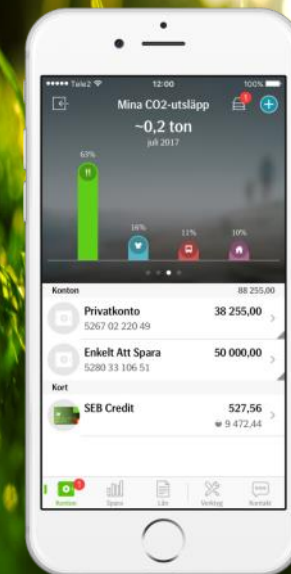 Tele2 12:00 100%
Mina CO2-utsläpp 1
~0,2 ton
juli 2017
63%
16%
11%
10%
Konton 88 255,00
Privatkonto 38 255,00
5267 02 220 49
Enkelt Att Spara 50 000,00
5280 33 106 51
Kort
SEB Credit 527,56
9 472,44
1
Konton Spara Lån Verktyg Kontakt